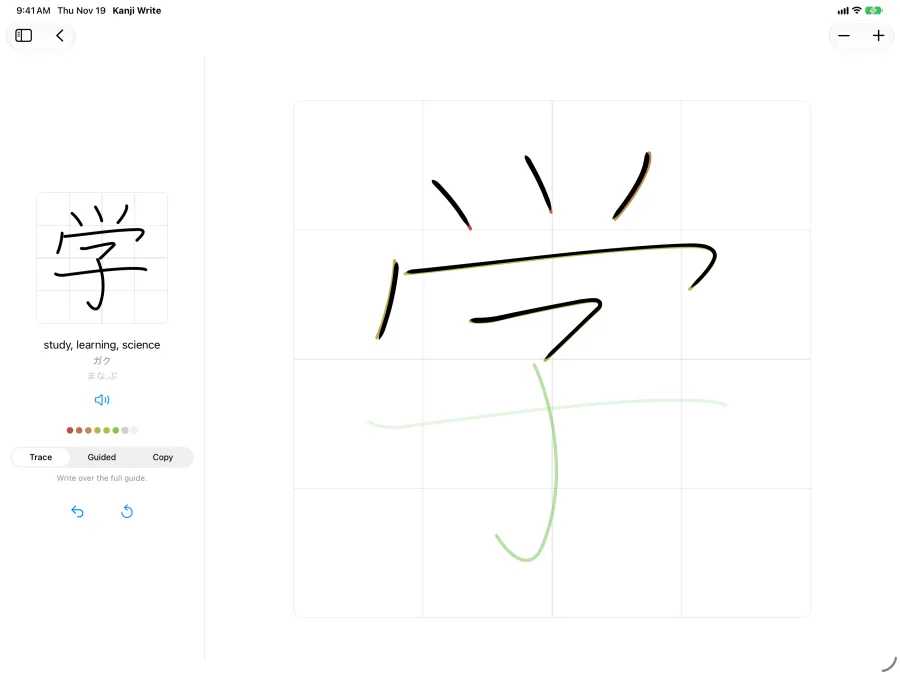 9:41 AM Thu Nov 19 Kanji Write
学
study, learning, science
ガク
まな.ぶ
Trace Guided Copy
Write over the full guide.
学